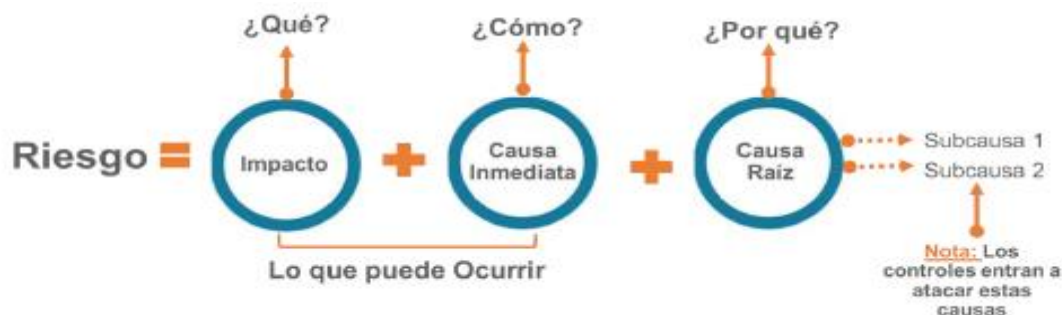 ¿Qué?
¿Cómo?
¿Por qué?
Riesgo =
Impacto
+
Causa
Inmediata
+
Causa
Raíz
Subcausa 1
Subcausa 2
Lo que puede Ocurrir
Nota: Los
controles entran a
atacar estas
causas